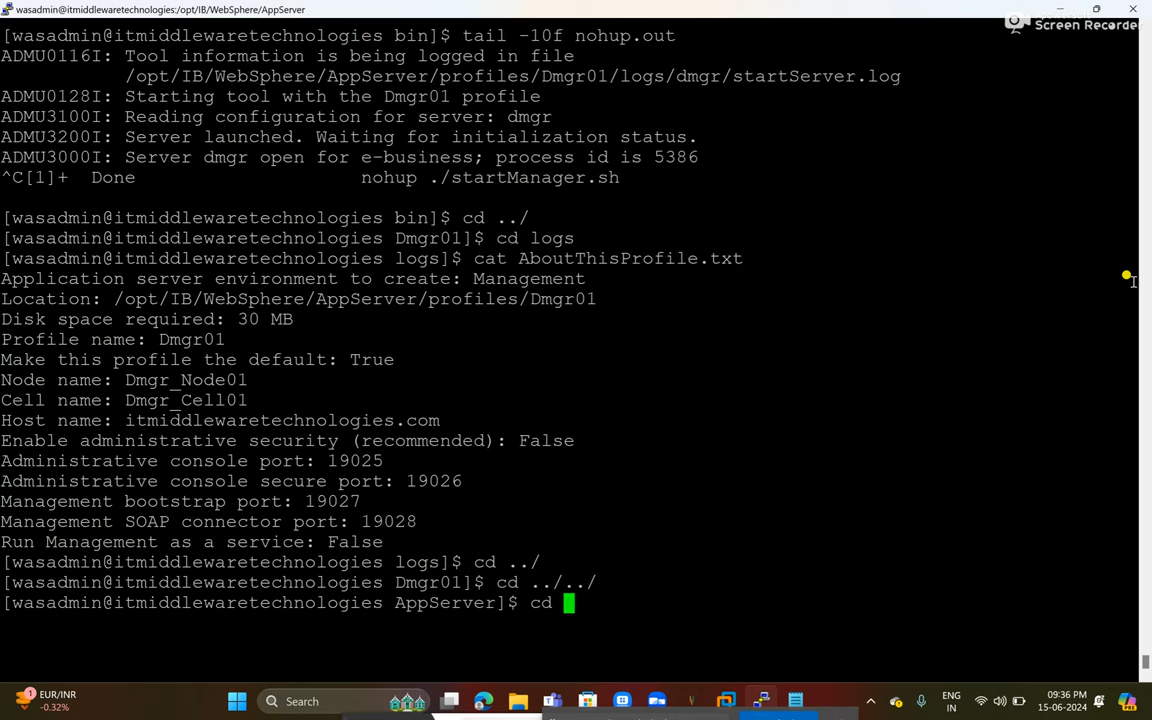 wasadmin@itmiddlewaretechnologies:/opt/IB/WebSphere/AppServer
[wasadmin@itmiddlewaretechnologies bin]$ tail -10f nohup.out
Screen Recorder
ADMU0116I: Tool information is being logged in file
/opt/IB/WebSphere/AppServer/profiles/Dmgr01/logs/dmgr/startServer.log
ADMU0128I: Starting tool with the Dmgr01 profile
ADMU3100I: Reading configuration for server: dmgr
ADMU3200I: Server launched. Waiting for initialization status.
ADMU3000I: Server dmgr open for e-business; process id is 5386
^C[1]+  Done                    nohup ./startManager.sh
[wasadmin@itmiddlewaretechnologies bin]$ cd ../
[wasadmin@itmiddlewaretechnologies Dmgr01]$ cd logs
[wasadmin@itmiddlewaretechnologies logs]$ cat AboutThisProfile.txt
Application server environment to create: Management
Location: /opt/IB/WebSphere/AppServer/profiles/Dmgr01
Disk space required: 30 MB
Profile name: Dmgr01
Make this profile the default: True
Node name: Dmgr_Node01
Cell name: Dmgr_Cell01
Host name: itmiddlewaretechnologies.com
Enable administrative security (recommended): False
Administrative console port: 19025
Administrative console secure port: 19026
Management bootstrap port: 19027
Management SOAP connector port: 19028
Run Management as a service: False
[wasadmin@itmiddlewaretechnologies logs]$ cd ../
[wasadmin@itmiddlewaretechnologies Dmgr01]$ cd ../../
[wasadmin@itmiddlewaretechnologies AppServer]$ cd
1
EUR/INR
-0.32%
Search
ENG
IN
09:36 PM
15-06-2024